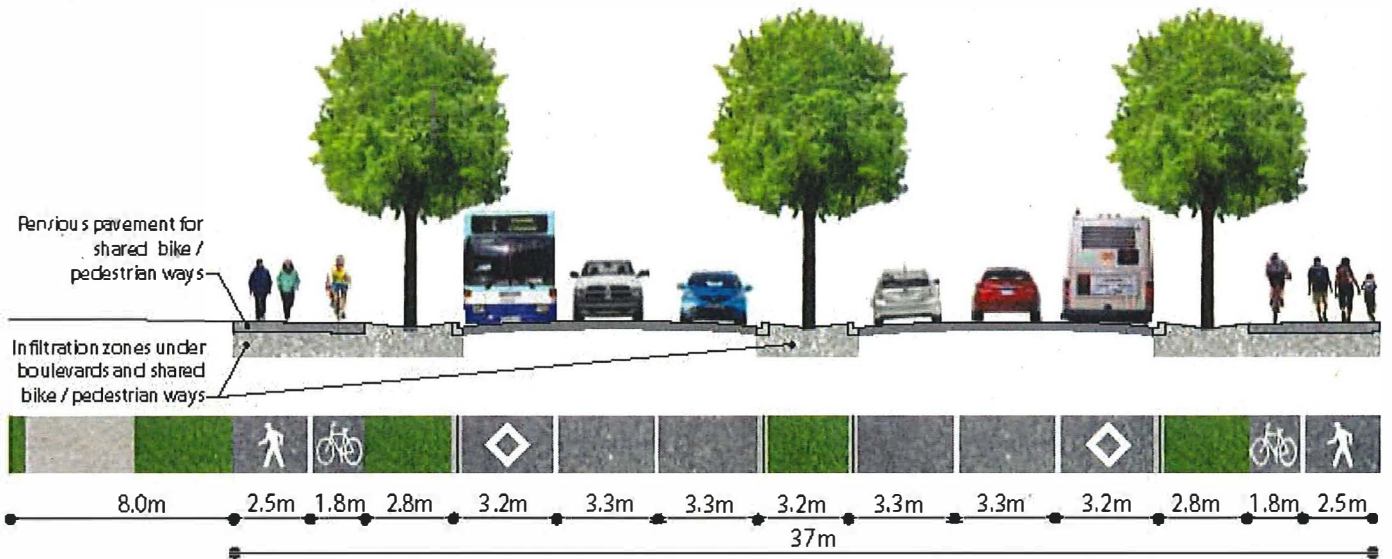 Pervious pavement for
shared bike /
pedestrian ways
Infiltration zones under
boulevards and shared
bike / pedestrian ways
8.0m 2.5m 1.8m 2.8m 3.2m 3.3m 3.3m 3.2m 3.3m 3.3m 3.2m 2.8m 1.8m 2.5m
37m